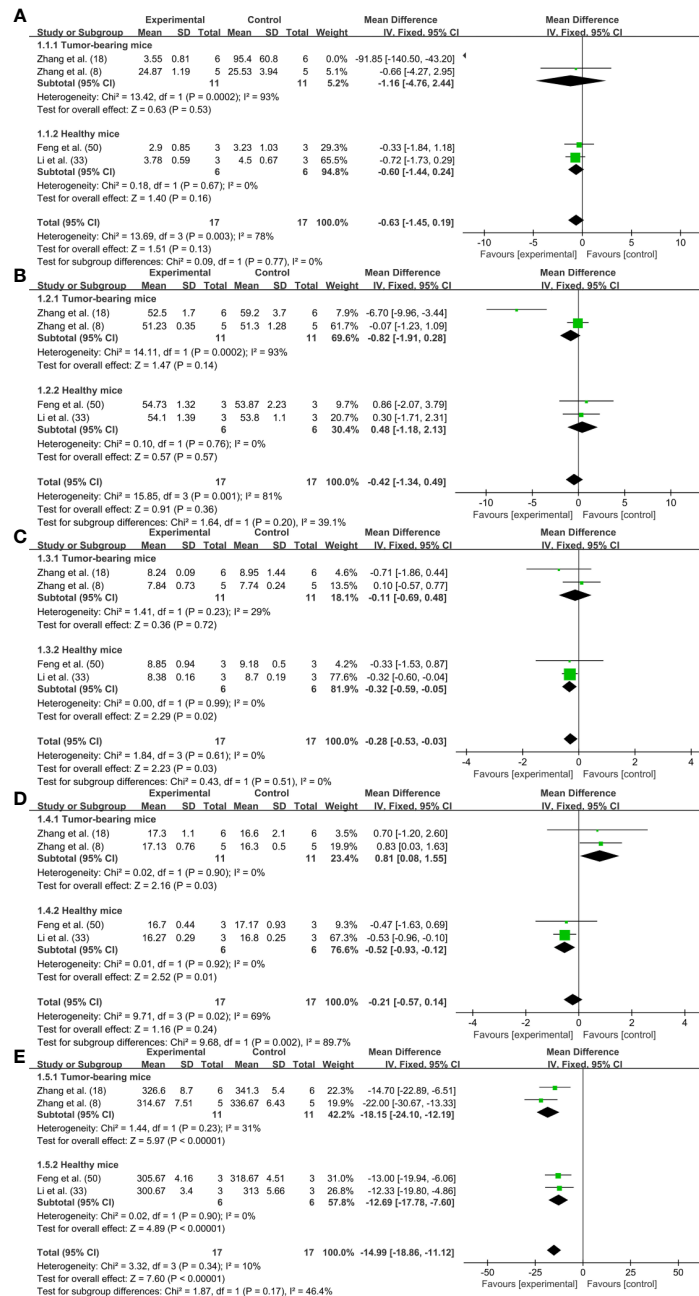 A
Experimental Control Mean Difference Mean Difference
Study or Subgroup Mean SD Total Mean SD Total Weight IV, Fixed, 95% CI IV, Fixed, 95% CI
1.1.1 Tumor-bearing mice
Zhang et al. (18) 3.55 0.81 6 95.4 60.8 6 0.0% -91.85 [-140.50, -43.20]
Zhang et al. (8) 24.87 1.19 5 25.53 3.94 5 5.1% -0.66 [-4.27, 2.95]
Subtotal (95% CI) 11 11 5.2% -1.16 [-4.76, 2.44]
Heterogeneity: Chi² = 13.42, df = 1 (P = 0.0002); I² = 93%
Test for overall effect: Z = 0.63 (P = 0.53)
1.1.2 Healthy mice
Feng et al. (50) 2.9 0.85 3 3.23 1.03 3 29.3% -0.33 [-1.84, 1.18]
Li et al. (33) 3.78 0.59 3 4.5 0.67 3 65.5% -0.72 [-1.73, 0.29]
Subtotal (95% CI) 6 6 94.8% -0.60 [-1.44, 0.24]
Heterogeneity: Chi² = 0.18, df = 1 (P = 0.67); I² = 0%
Test for overall effect: Z = 1.40 (P = 0.16)
Total (95% CI) 17 17 100.0% -0.63 [-1.45, 0.19]
Heterogeneity: Chi² = 13.69, df = 3 (P = 0.003); I² = 78%
Test for overall effect: Z = 1.51 (P = 0.13)
Test for subgroup differences: Chi² = 0.09, df = 1 (P = 0.77), I² = 0%
-10 -5 0 5 10
Favours [experimental] Favours [control]
B
Experimental Control Mean Difference Mean Difference
Study or Subgroup Mean SD Total Mean SD Total Weight IV, Fixed, 95% CI IV, Fixed, 95% CI
1.2.1 Tumor-bearing mice
Zhang et al. (18) 52.5 1.7 6 59.2 3.7 6 7.9% -6.70 [-9.96, -3.44]
Zhang et al. (8) 51.23 0.35 5 51.3 1.28 5 61.7% -0.07 [-1.23, 1.09]
Subtotal (95% CI) 11 11 69.6% -0.82 [-1.91, 0.28]
Heterogeneity: Chi² = 14.11, df = 1 (P = 0.0002); I² = 93%
Test for overall effect: Z = 1.47 (P = 0.14)
1.2.2 Healthy mice
Feng et al. (50) 54.73 1.32 3 53.87 2.23 3 9.7% 0.86 [-2.07, 3.79]
Li et al. (33) 54.1 1.39 3 53.8 1.1 3 20.7% 0.30 [-1.71, 2.31]
Subtotal (95% CI) 6 6 30.4% 0.48 [-1.18, 2.13]
Heterogeneity: Chi² = 0.10, df = 1 (P = 0.76); I² = 0%
Test for overall effect: Z = 0.57 (P = 0.57)
Total (95% CI) 17 17 100.0% -0.42 [-1.34, 0.49]
Heterogeneity: Chi² = 15.85, df = 3 (P = 0.001); I² = 81%
Test for overall effect: Z = 0.91 (P = 0.36)
Test for subgroup differences: Chi² = 1.64, df = 1 (P = 0.20), I² = 39.1%
-10 -5 0 5 10
Favours [experimental] Favours [control]
C
Experimental Control Mean Difference Mean Difference
Study or Subgroup Mean SD Total Mean SD Total Weight IV, Fixed, 95% CI IV, Fixed, 95% CI
1.3.1 Tumor-bearing mice
Zhang et al. (18) 8.24 0.09 6 8.95 1.44 6 4.6% -0.71 [-1.86, 0.44]
Zhang et al. (8) 7.84 0.73 5 7.74 0.24 5 13.5% 0.10 [-0.57, 0.77]
Subtotal (95% CI) 11 11 18.1% -0.11 [-0.69, 0.48]
Heterogeneity: Chi² = 1.41, df = 1 (P = 0.23); I² = 29%
Test for overall effect: Z = 0.36 (P = 0.72)
1.3.2 Healthy mice
Feng et al. (50) 8.85 0.94 3 9.18 0.5 3 4.2% -0.33 [-1.53, 0.87]
Li et al. (33) 8.38 0.16 3 8.7 0.19 3 77.6% -0.32 [-0.60, -0.04]
Subtotal (95% CI) 6 6 81.9% -0.32 [-0.59, -0.05]
Heterogeneity: Chi² = 0.00, df = 1 (P = 0.99); I² = 0%
Test for overall effect: Z = 2.29 (P = 0.02)
Total (95% CI) 17 17 100.0% -0.28 [-0.53, -0.03]
Heterogeneity: Chi² = 1.84, df = 3 (P = 0.61); I² = 0%
Test for overall effect: Z = 2.23 (P = 0.03)
Test for subgroup differences: Chi² = 0.43, df = 1 (P = 0.51), I² = 0%
-4 -2 0 2 4
Favours [experimental] Favours [control]
D
Experimental Control Mean Difference Mean Difference
Study or Subgroup Mean SD Total Mean SD Total Weight IV, Fixed, 95% CI IV, Fixed, 95% CI
1.4.1 Tumor-bearing mice
Zhang et al. (18) 17.3 1.1 6 16.6 2.1 6 3.5% 0.70 [-1.20, 2.60]
Zhang et al. (8) 17.13 0.76 5 16.3 0.5 5 19.9% 0.83 [0.03, 1.63]
Subtotal (95% CI) 11 11 23.4% 0.81 [0.08, 1.55]
Heterogeneity: Chi² = 0.02, df = 1 (P = 0.90); I² = 0%
Test for overall effect: Z = 2.16 (P = 0.03)
1.4.2 Healthy mice
Feng et al. (50) 16.7 0.44 3 17.17 0.93 3 9.3% -0.47 [-1.63, 0.69]
Li et al. (33) 16.27 0.29 3 16.8 0.25 3 67.3% -0.53 [-0.96, -0.10]
Subtotal (95% CI) 6 6 76.6% -0.52 [-0.93, -0.12]
Heterogeneity: Chi² = 0.01, df = 1 (P = 0.92); I² = 0%
Test for overall effect: Z = 2.52 (P = 0.01)
Total (95% CI) 17 17 100.0% -0.21 [-0.57, 0.14]
Heterogeneity: Chi² = 9.71, df = 3 (P = 0.02); I² = 69%
Test for overall effect: Z = 1.16 (P = 0.24)
Test for subgroup differences: Chi² = 9.68, df = 1 (P = 0.002), I² = 89.7%
-4 -2 0 2 4
Favours [experimental] Favours [control]
E
Experimental Control Mean Difference Mean Difference
Study or Subgroup Mean SD Total Mean SD Total Weight IV, Fixed, 95% CI IV, Fixed, 95% CI
1.5.1 Tumor-bearing mice
Zhang et al. (18) 326.6 8.7 6 341.3 5.4 6 22.3% -14.70 [-22.89, -6.51]
Zhang et al. (8) 314.67 7.51 5 336.67 6.43 5 19.9% -22.00 [-30.67, -13.33]
Subtotal (95% CI) 11 11 42.2% -18.15 [-24.10, -12.19]
Heterogeneity: Chi² = 1.44, df = 1 (P = 0.23); I² = 31%
Test for overall effect: Z = 5.97 (P < 0.00001)
1.5.2 Healthy mice
Feng et al. (50) 305.67 4.16 3 318.67 4.51 3 31.0% -13.00 [-19.94, -6.06]
Li et al. (33) 300.67 3.4 3 313 5.66 3 26.8% -12.33 [-19.80, -4.86]
Subtotal (95% CI) 6 6 57.8% -12.69 [-17.78, -7.60]
Heterogeneity: Chi² = 0.02, df = 1 (P = 0.90); I² = 0%
Test for overall effect: Z = 4.89 (P < 0.00001)
Total (95% CI) 17 17 100.0% -14.99 [-18.86, -11.12]
Heterogeneity: Chi² = 3.32, df = 3 (P = 0.34); I² = 10%
Test for overall effect: Z = 7.60 (P < 0.00001)
Test for subgroup differences: Chi² = 1.87, df = 1 (P = 0.17), I² = 46.4%
-50 -25 0 25 50
Favours [experimental] Favours [control]